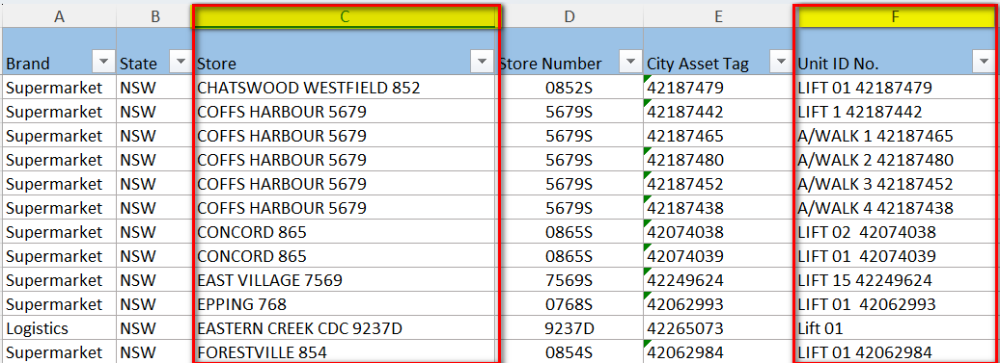 A B C D E F
Brand State Store Store Number City Asset Tag Unit ID No.
Supermarket NSW CHATSWOOD WESTFIELD 852 0852S 42187479 LIFT 01 42187479
Supermarket NSW COFFS HARBOUR 5679 5679S 42187442 LIFT 1 42187442
Supermarket NSW COFFS HARBOUR 5679 5679S 42187465 A/WALK 1 42187465
Supermarket NSW COFFS HARBOUR 5679 5679S 42187480 A/WALK 2 42187480
Supermarket NSW COFFS HARBOUR 5679 5679S 42187452 A/WALK 3 42187452
Supermarket NSW COFFS HARBOUR 5679 5679S 42187438 A/WALK 4 42187438
Supermarket NSW CONCORD 865 0865S 42074038 LIFT 02  42074038
Supermarket NSW CONCORD 865 0865S 42074039 LIFT 01  42074039
Supermarket NSW EAST VILLAGE 7569 7569S 42249624 LIFT 15 42249624
Supermarket NSW EPPING 768 0768S 42062993 LIFT 01  42062993
Logistics NSW EASTERN CREEK CDC 9237D 9237D 42265073 Lift 01
Supermarket NSW FORESTVILLE 854 0854S 42062984 LIFT 01 42062984